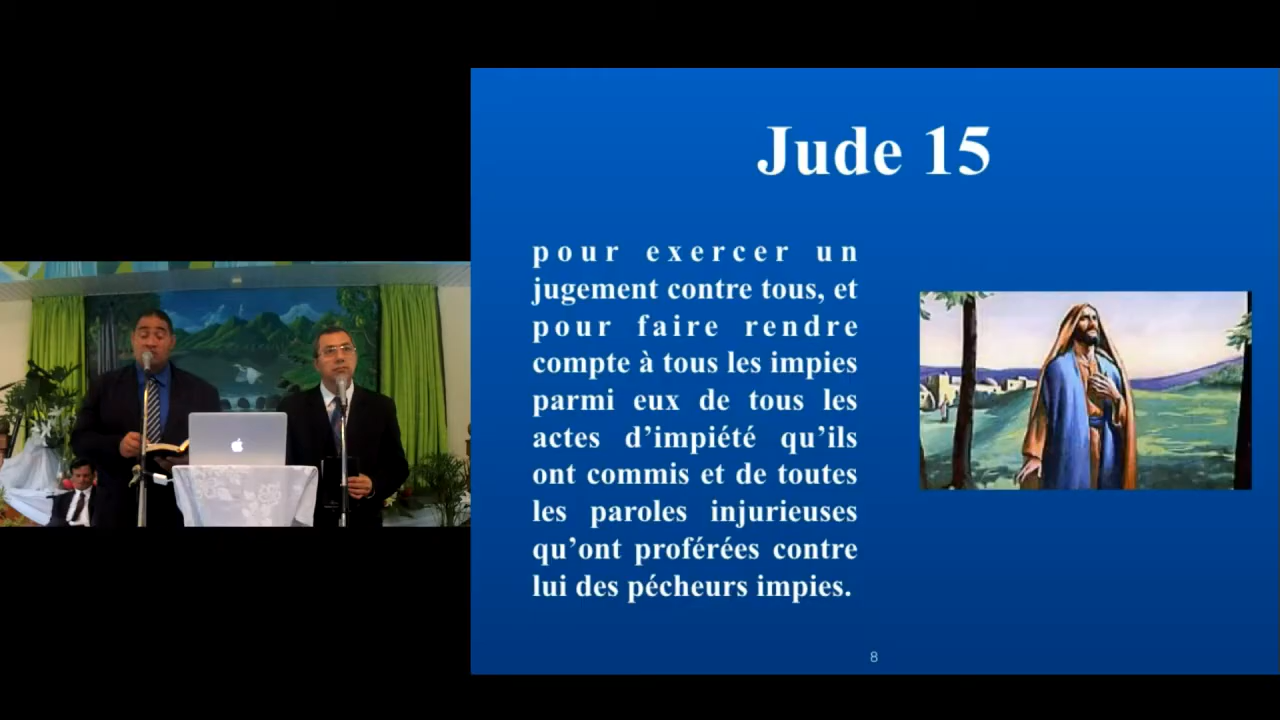 Jude 15
pour exercer un
jugement contre tous, et
pour faire rendre
compte à tous les impies
parmi eux de tous les
actes d’impiété qu’ils
ont commis et de toutes
les paroles injurieuses
qu’ont proférées contre
lui des pécheurs impies.
8